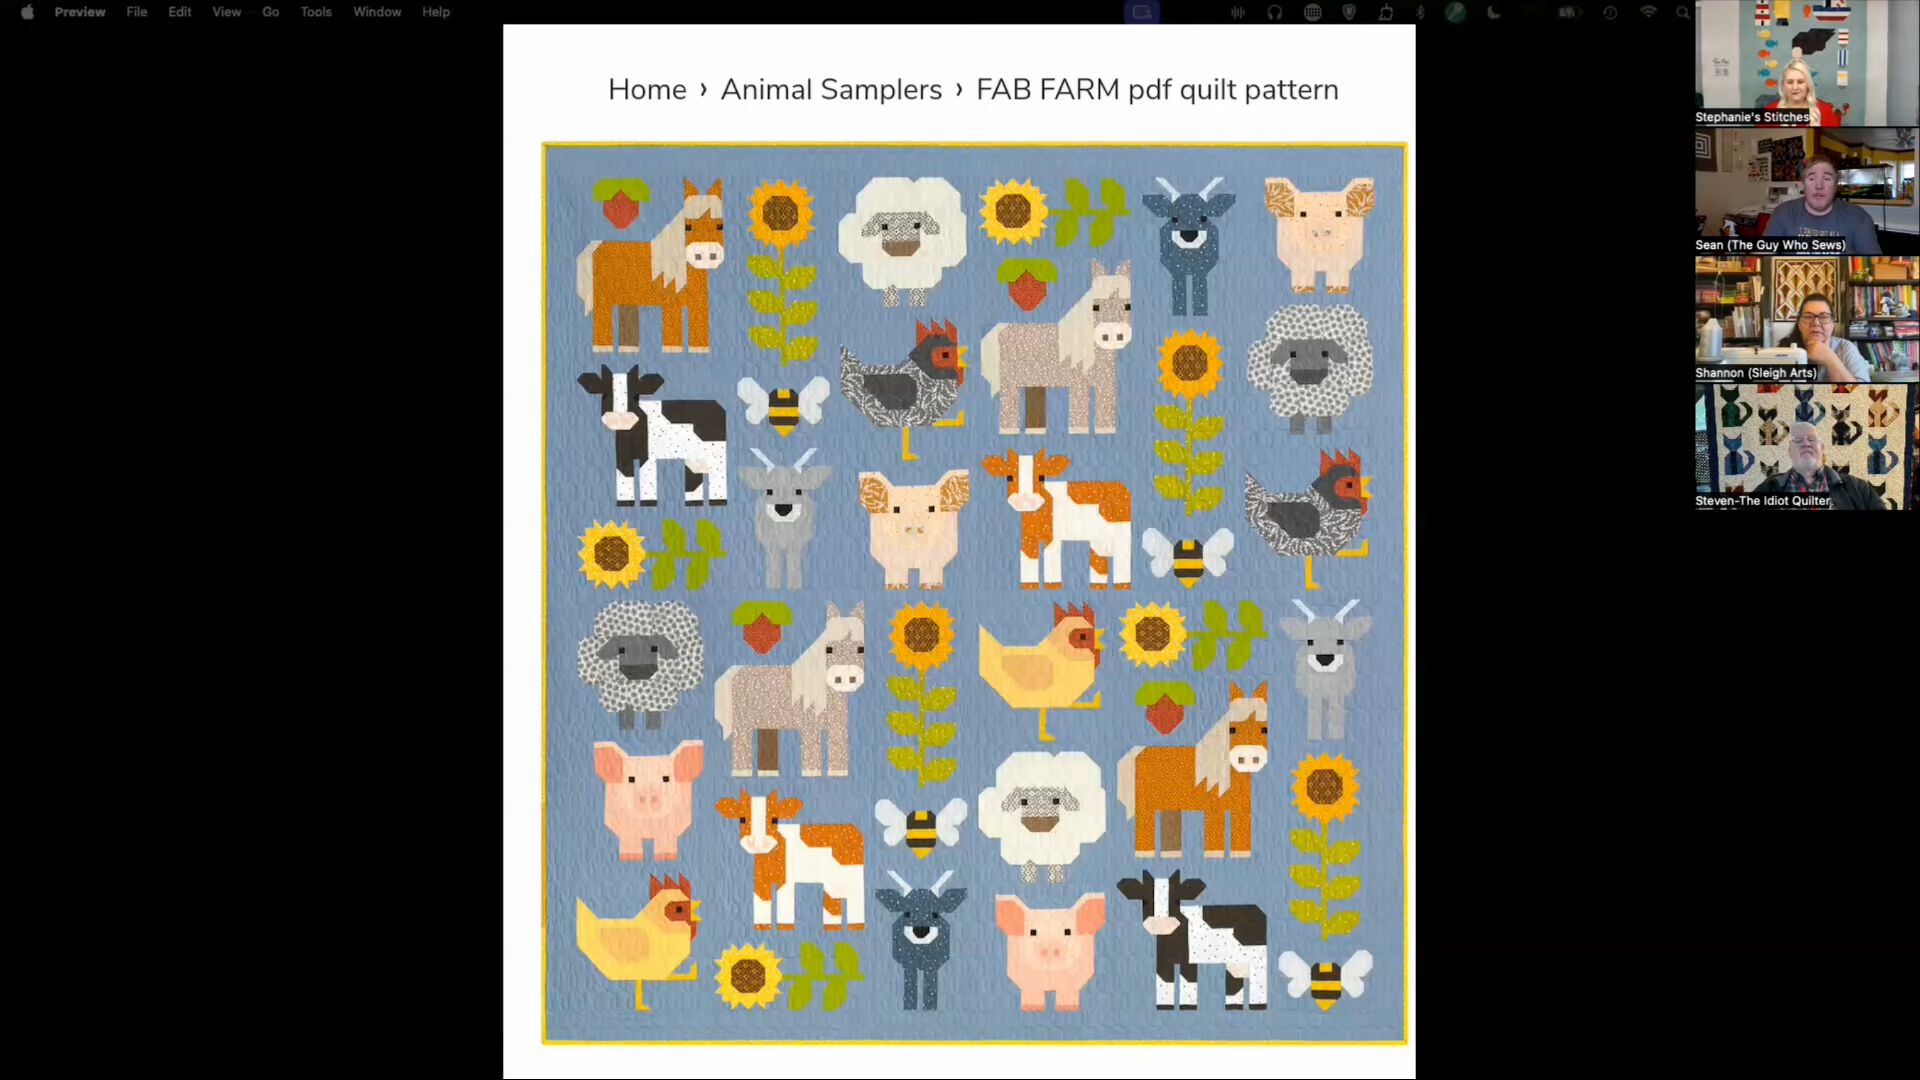 Preview File Edit View Go Tools Window Help
Home › Animal Samplers › FAB FARM pdf quilt pattern
Stephanie's Stitches
Sean (The Guy Who Sews)
Shannon (Sleigh Arts)
Steven-The Idiot Quilter